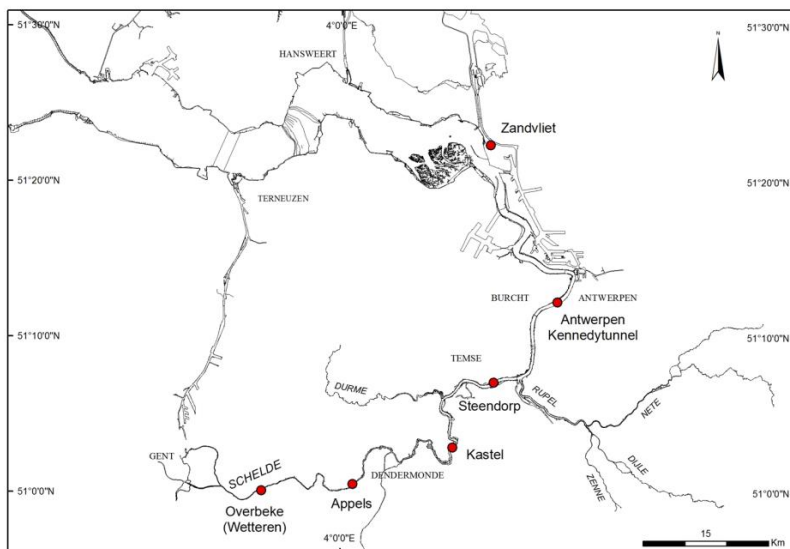 51°30'0"N
4°0'0"E
51°30'0"N
HANSWEERT
N
Zandvliet
51°20'0"N
51°20'0"N
TERNEUZEN
BURCHT
ANTWERPEN
Antwerpen
Kennedytunnel
51°10'0"N
51°10'0"N
TEMSE
DURME
Steendorp
RUPEL
NETE
Kastel
GENT
SCHELDE
DENDERMONDE
DIJLE
ZENNE
51°0'0"N
51°0'0"N
Overbeke
(Wetteren)
Appels
4°0'0"E
15
Km